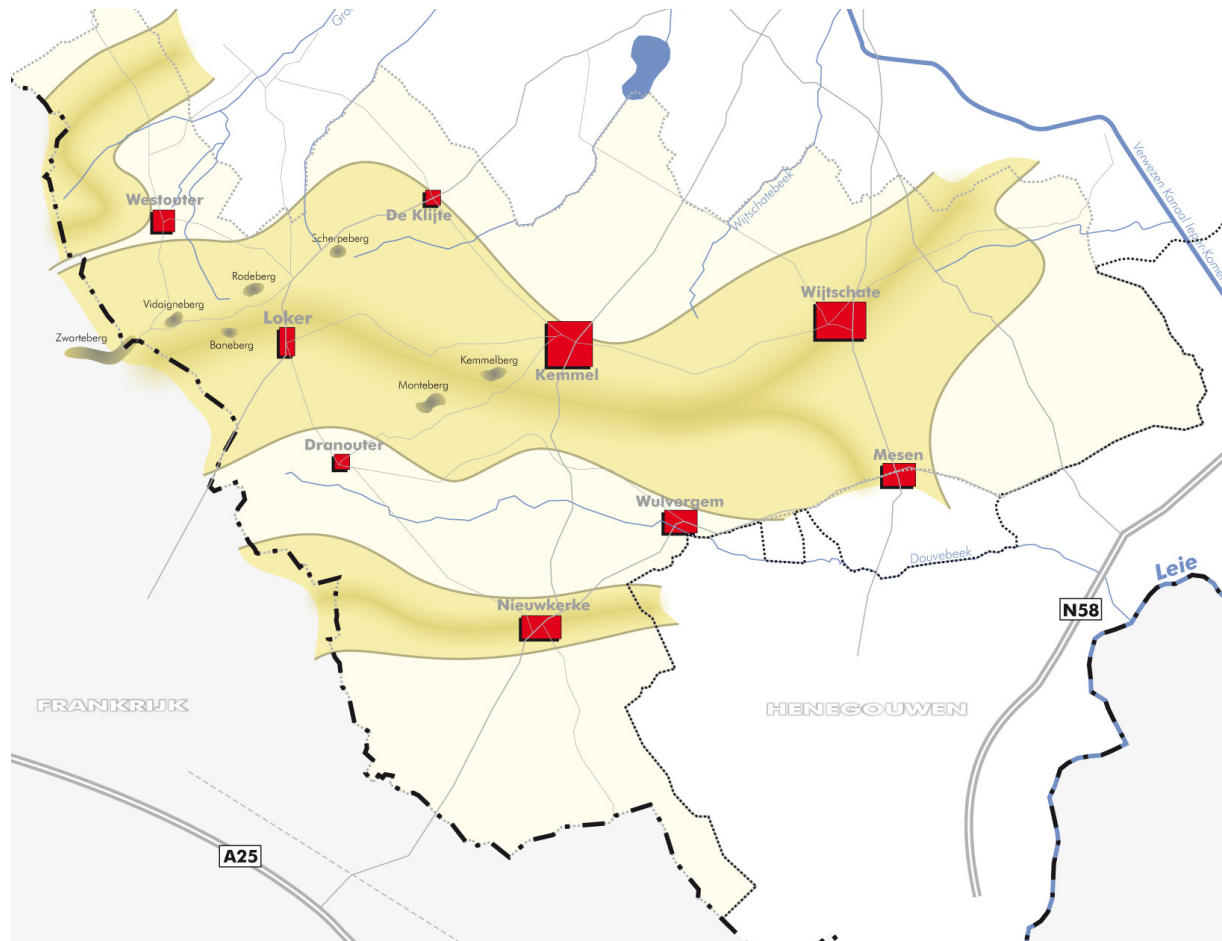 Westouter
De Klijte
Scherpeberg
Wijtschatebeek
Rodeberg
Vidaigneberg
Loker
Wijtschate
Zwarteberg
Baneberg
Kemmelberg
Kemmel
Monteberg
Dranouter
Mesen
Wulvergem
Douvebeek
Leie
Nieuwkerke
N58
FRANKRIJK
HENEGOUWEN
A25